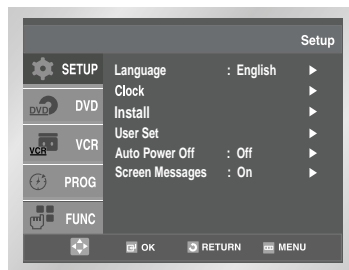 Setup
SETUP
DVD DVD
VCR VCR
PROG
FUNC
Language : English
Clock
Install
User Set
Auto Power Off : Off
Screen Messages : On
OK RETURN MENU